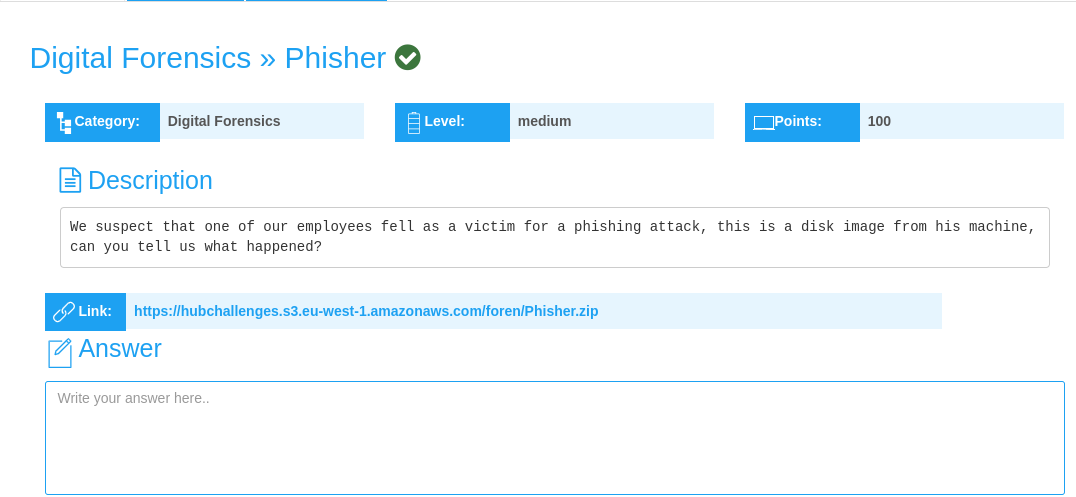 Digital Forensics » Phisher
Category: Digital Forensics Level: medium Points: 100
Description
We suspect that one of our employees fell as a victim for a phishing attack, this is a disk image from his machine,
can you tell us what happened?
Link: https://hubchallenges.s3.eu-west-1.amazonaws.com/foren/Phisher.zip
Answer
Write your answer here..